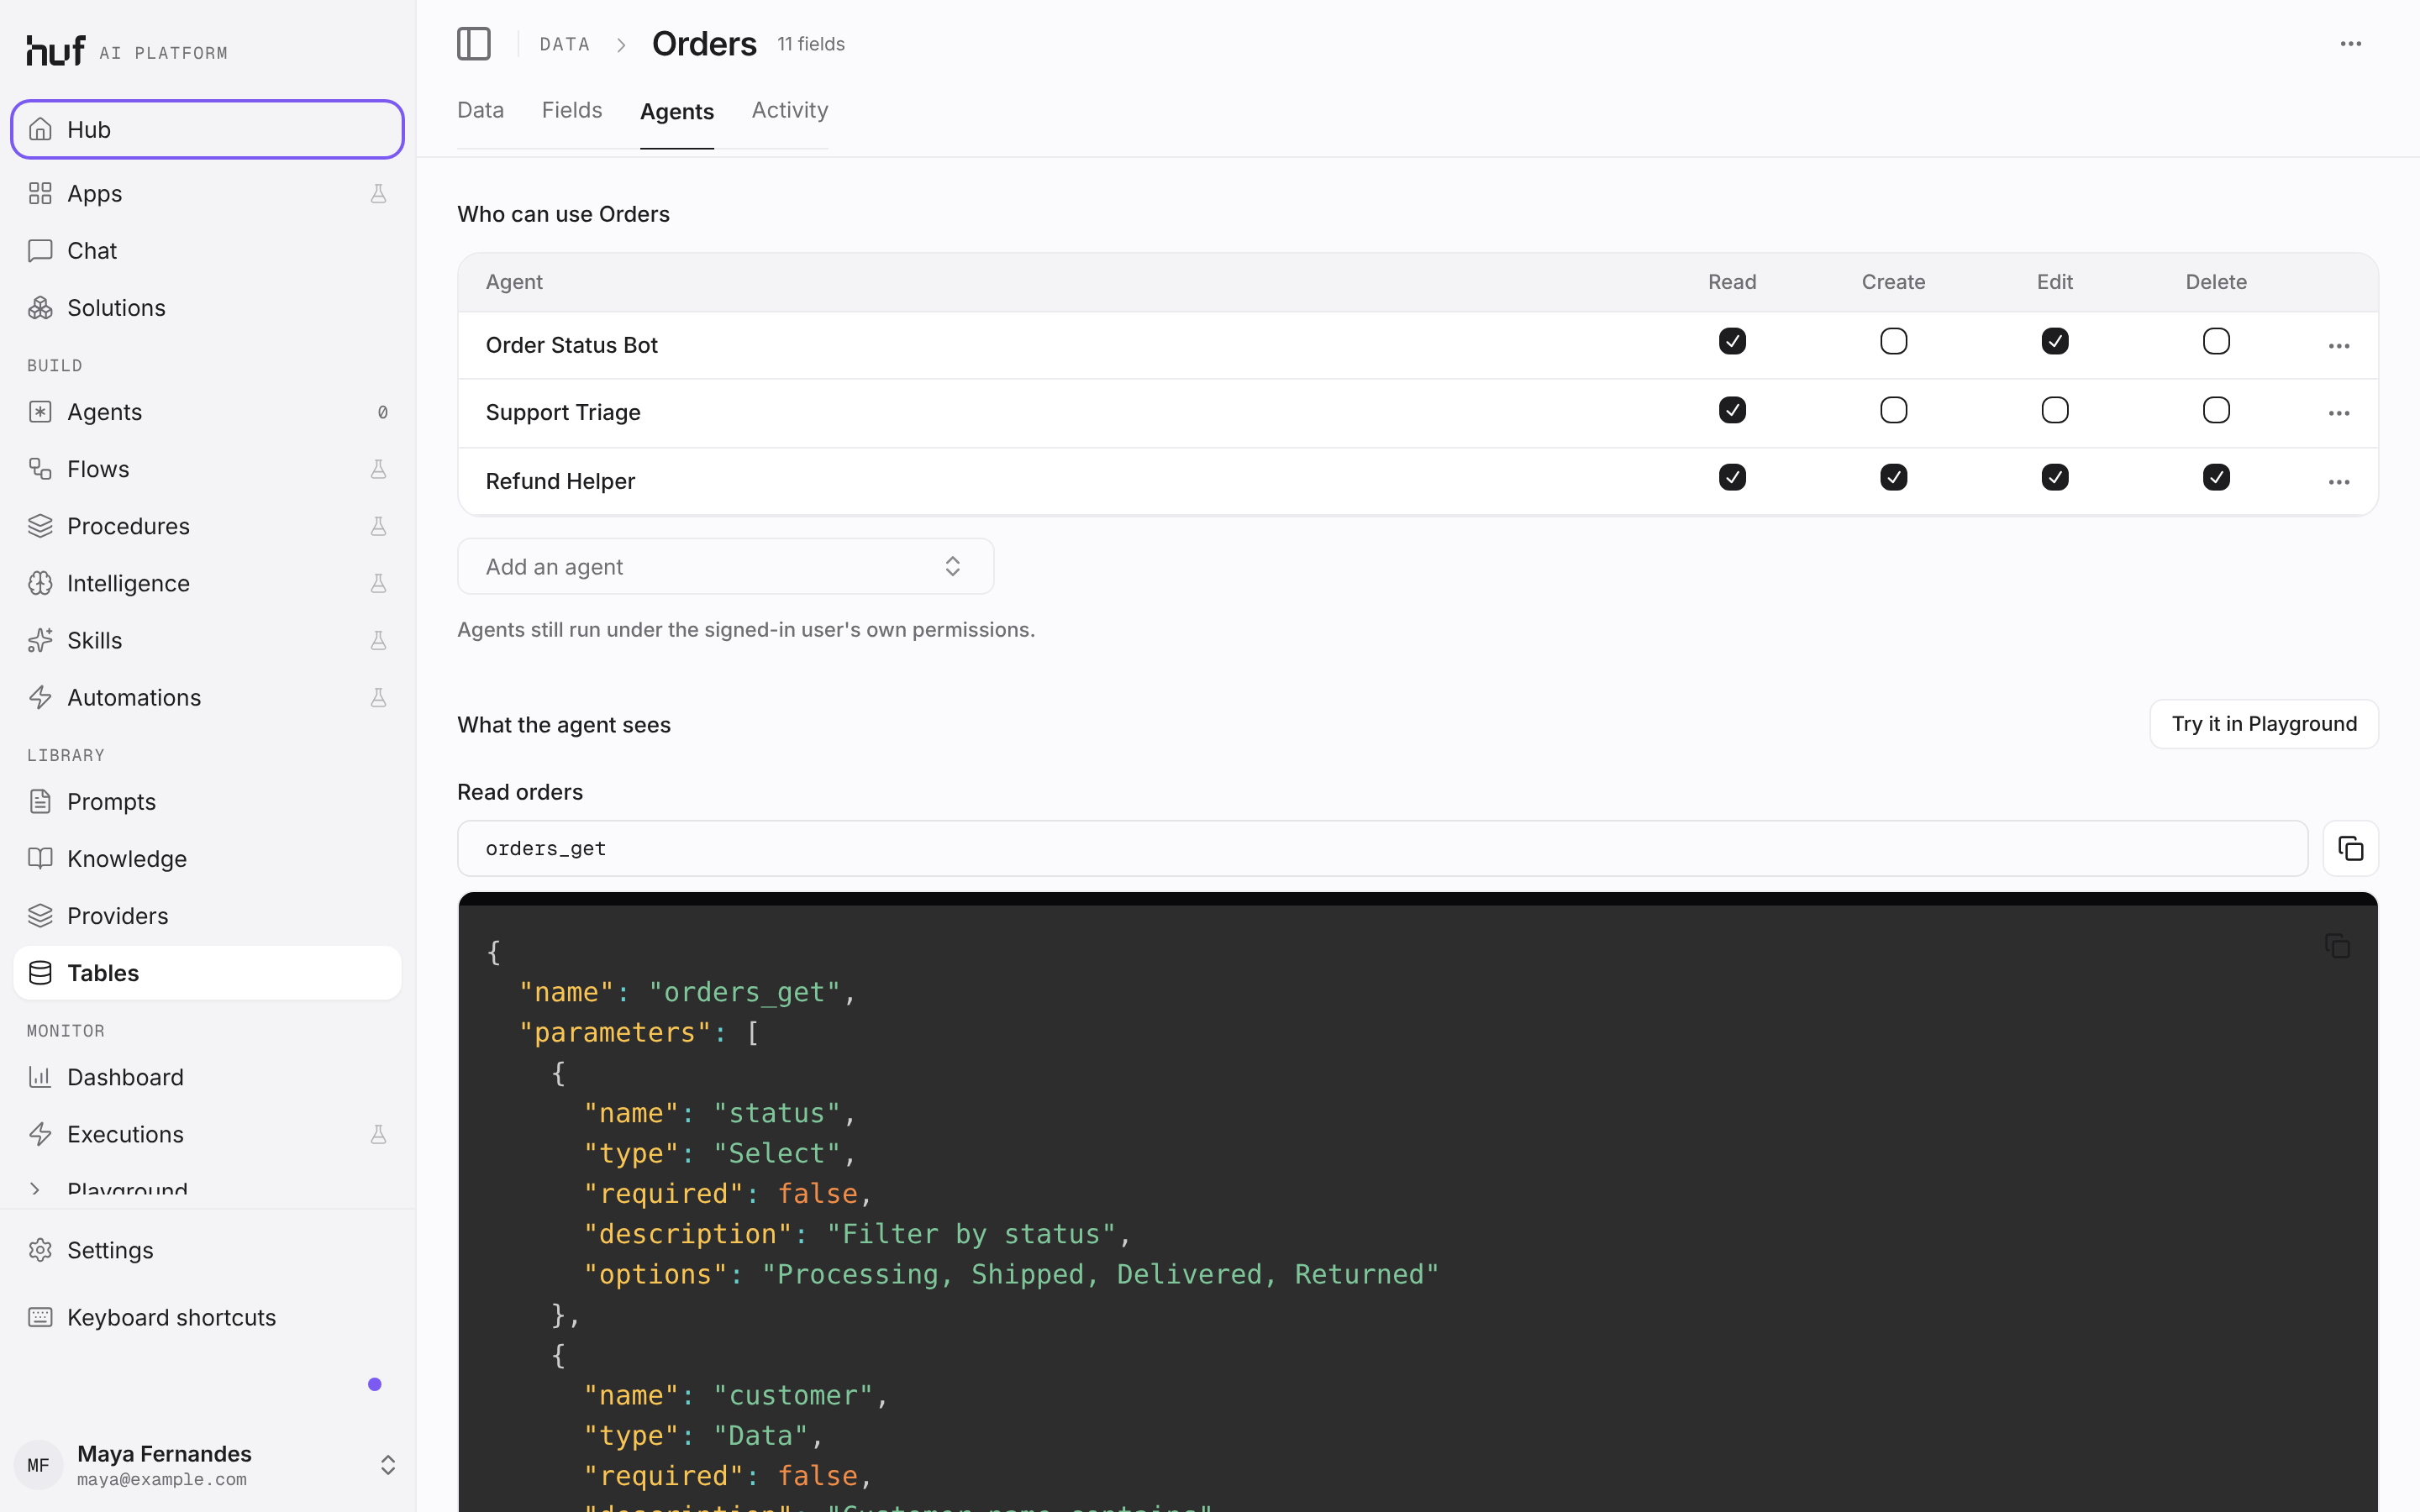 huf AI PLATFORM
Hub
Apps
Chat
Solutions
BUILD
Agents 0
Flows
Procedures
Intelligence
Skills
Automations
LIBRARY
Prompts
Knowledge
Providers
Tables
MONITOR
Dashboard
Executions
Playground
Settings
Keyboard shortcuts
MF
Maya Fernandes
maya@example.com
DATA > Orders 11 fields
Data Fields Agents Activity
Who can use Orders
Agent Read Create Edit Delete
Order Status Bot
Support Triage
Refund Helper
Add an agent
Agents still run under the signed-in user's own permissions.
What the agent sees
Try it in Playground
Read orders
orders_get
{
"name": "orders_get",
"parameters": [
{
"name": "status",
"type": "Select",
"required": false,
"description": "Filter by status",
"options": "Processing, Shipped, Delivered, Returned"
},
{
"name": "customer",
"type": "Data",
"required": false,
"description": "Customer name contains"